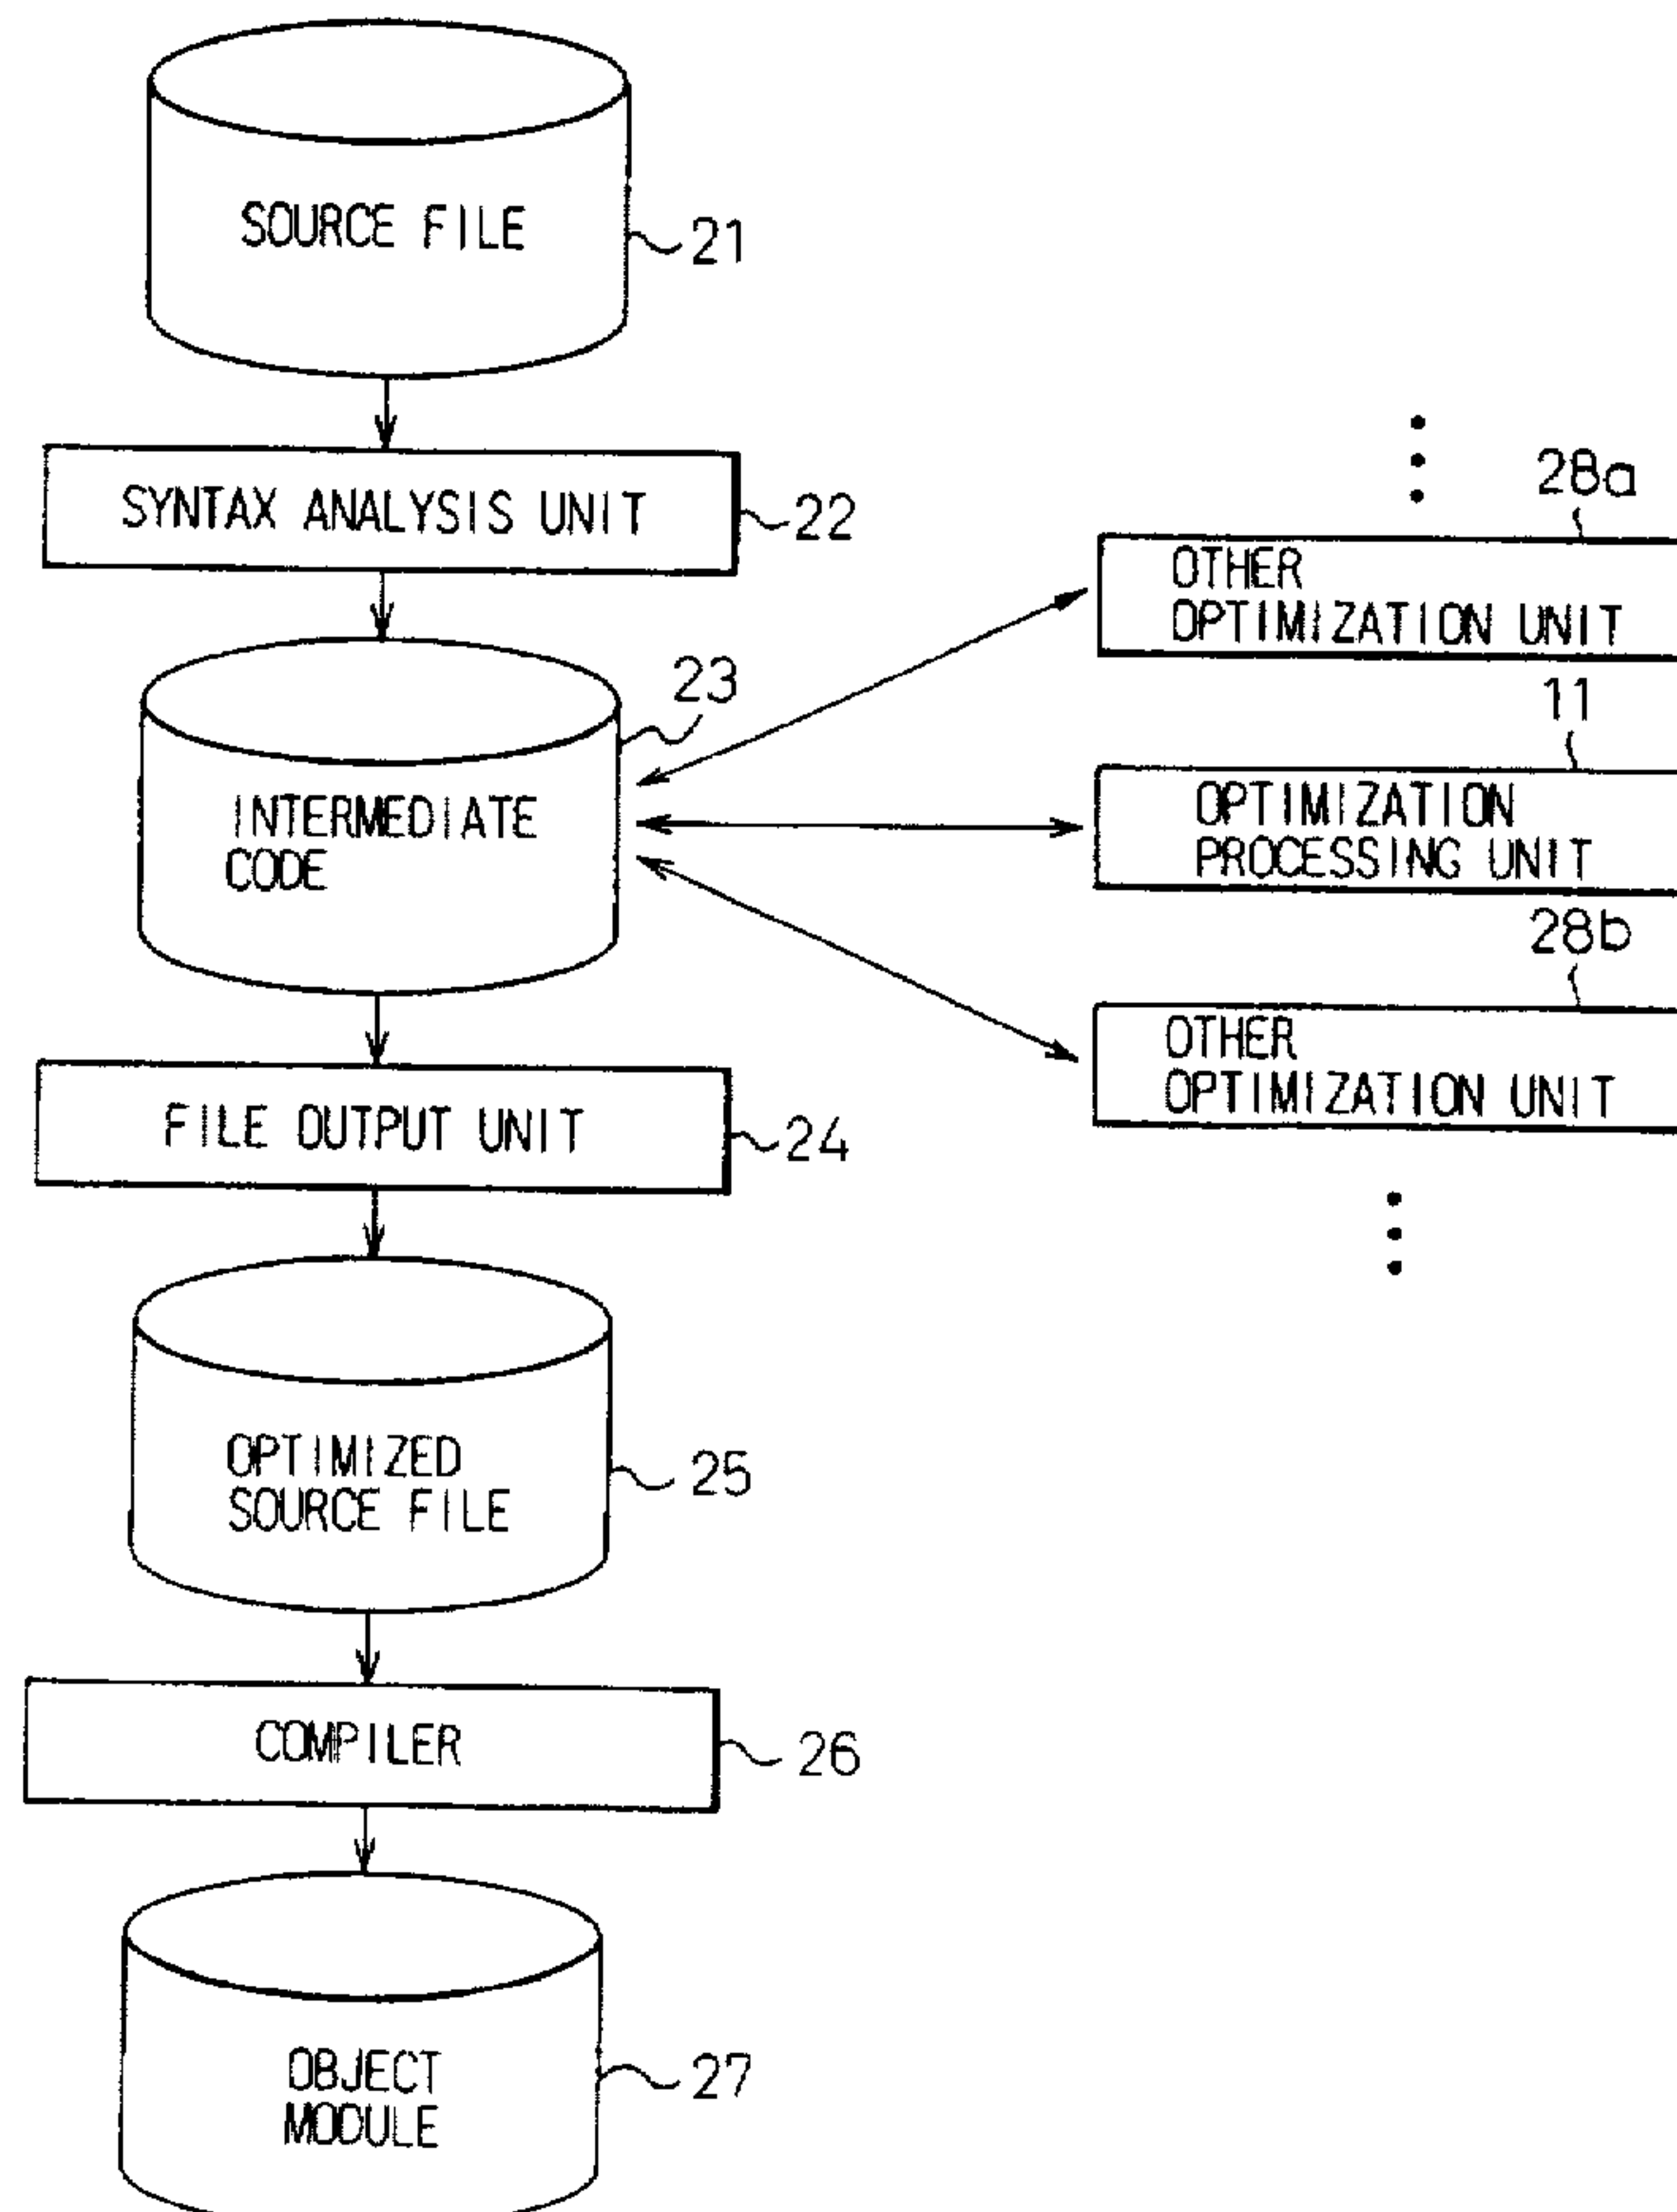 SOURCE FILE
21
SYNTAX ANALYSIS UNIT
22
28a
OTHER
OPTIMIZATION UNIT
23
INTERMEDIATE
CODE
11
OPTIMIZATION
PROCESSING UNIT
28b
OTHER
OPTIMIZATION UNIT
FILE OUTPUT UNIT
24
OPTIMIZED
SOURCE FILE
25
COMPILER
26
OBJECT
MODULE
27